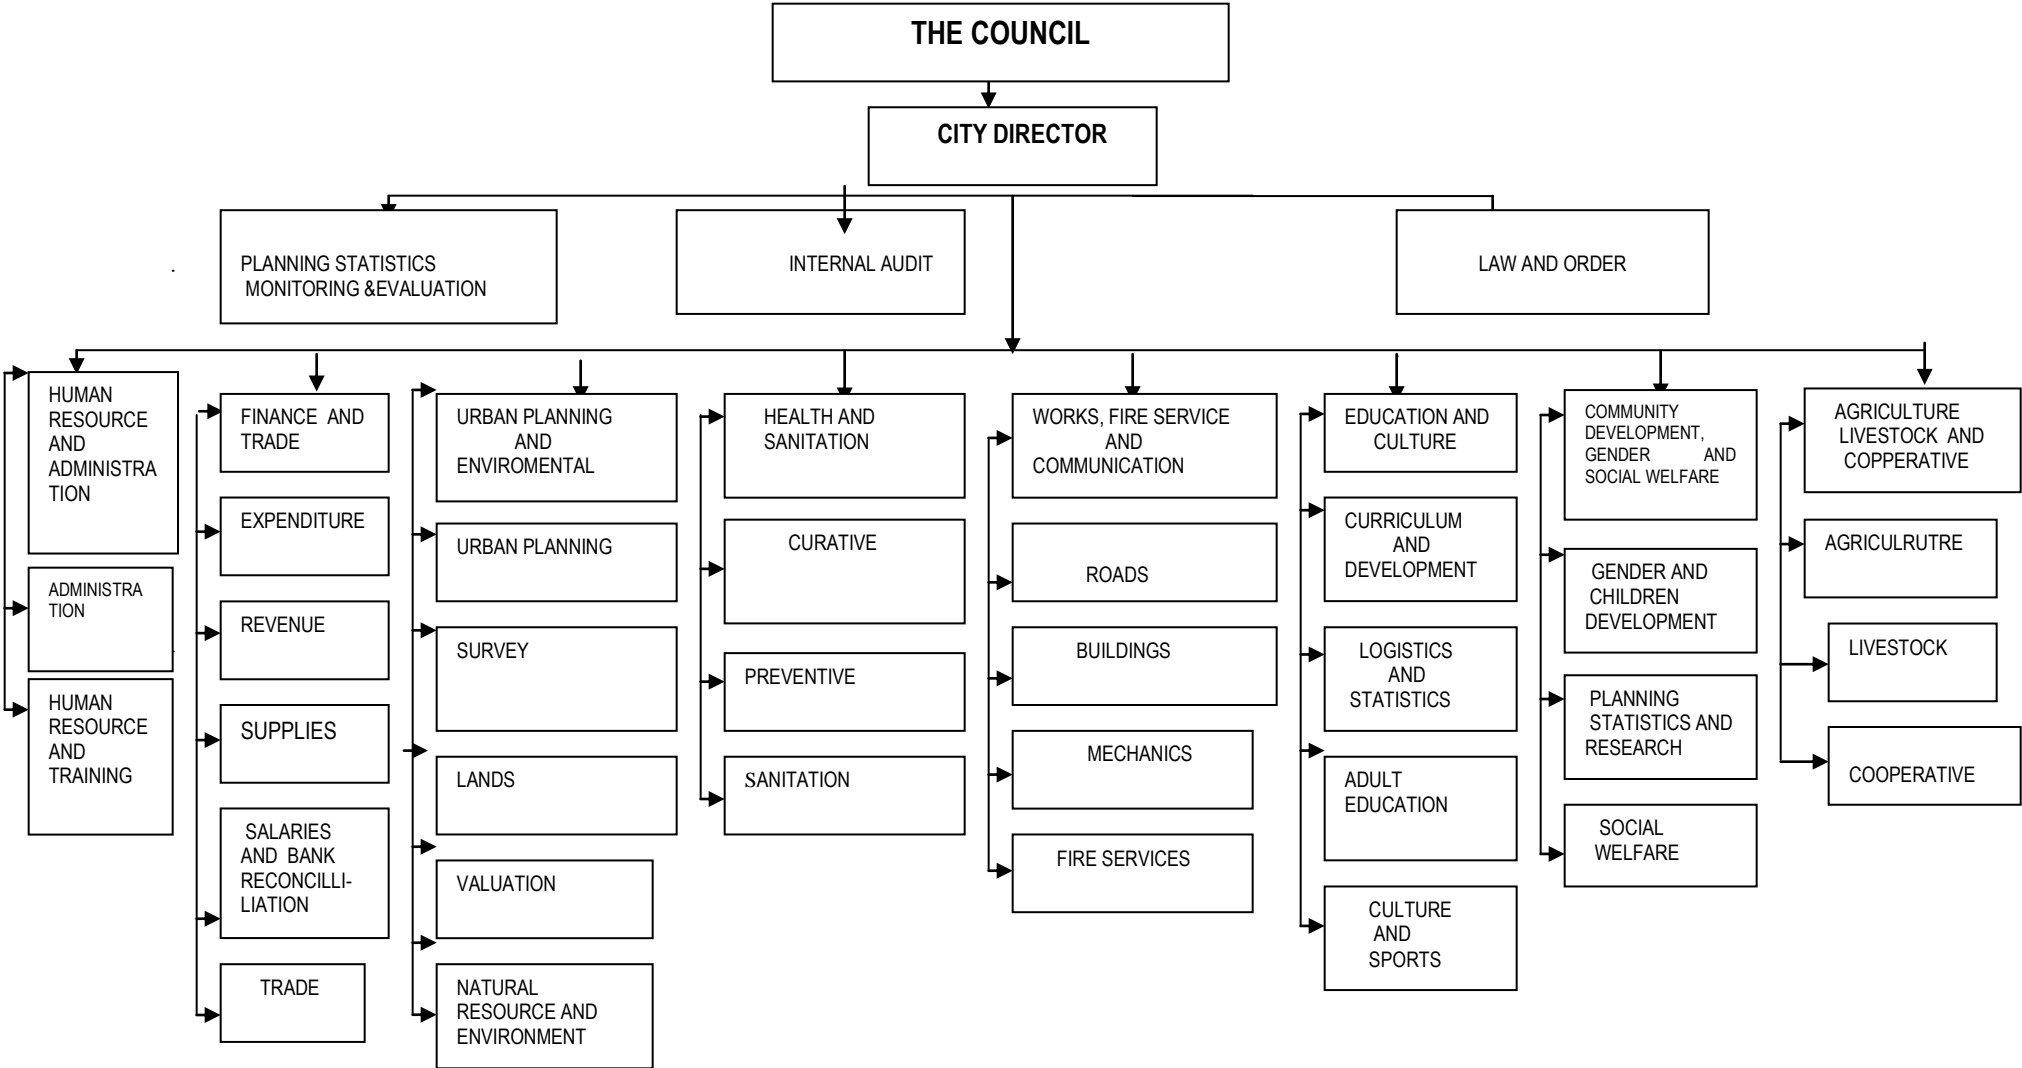 THE COUNCIL
CITY DIRECTOR
PLANNING STATISTICS
MONITORING &EVALUATION
INTERNAL AUDIT
LAW AND ORDER
HUMAN
RESOURCE
AND
ADMINISTRA
TION
ADMINISTRA
TION
HUMAN
RESOURCE
AND
TRAINING
FINANCE AND
TRADE
EXPENDITURE
REVENUE
SUPPLIES
SALARIES
AND BANK
RECONCILLI-
LIATION
TRADE
URBAN PLANNING
AND
ENVIROMENTAL
URBAN PLANNING
SURVEY
LANDS
VALUATION
NATURAL
RESOURCE AND
ENVIRONMENT
HEALTH AND
SANITATION
CURATIVE
PREVENTIVE
SANITATION
WORKS, FIRE SERVICE
AND
COMMUNICATION
ROADS
BUILDINGS
MECHANICS
FIRE SERVICES
EDUCATION AND
CULTURE
CURRICULUM
AND
DEVELOPMENT
LOGISTICS
AND
STATISTICS
ADULT
EDUCATION
CULTURE
AND
SPORTS
COMMUNITY
DEVELOPMENT,
GENDER AND
SOCIAL WELFARE
GENDER AND
CHILDREN
DEVELOPMENT
PLANNING
STATISTICS AND
RESEARCH
SOCIAL
WELFARE
AGRICULTURE
LIVESTOCK AND
COPPERATIVE
AGRICULRUTRE
LIVESTOCK
COOPERATIVE